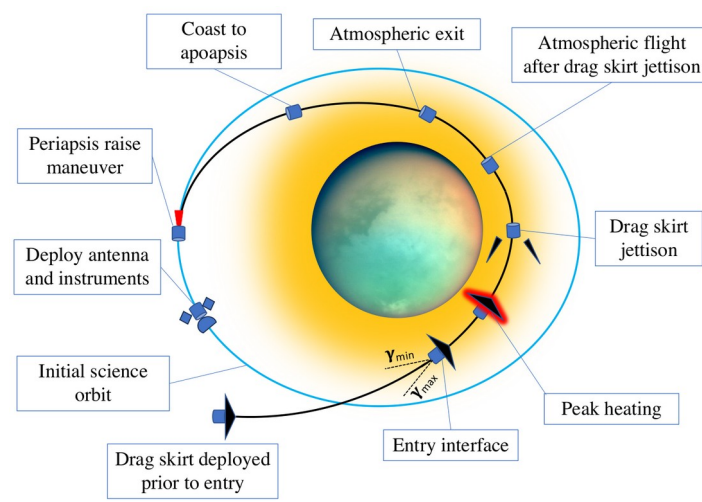 Coast to
apoapsis
Atmospheric exit
Atmospheric flight
after drag skirt jettison
Periapsis raise
maneuver
Drag skirt
jettison
Deploy antenna
and instruments
γmin
γmax
Initial science
orbit
Peak heating
Entry interface
Drag skirt deployed
prior to entry